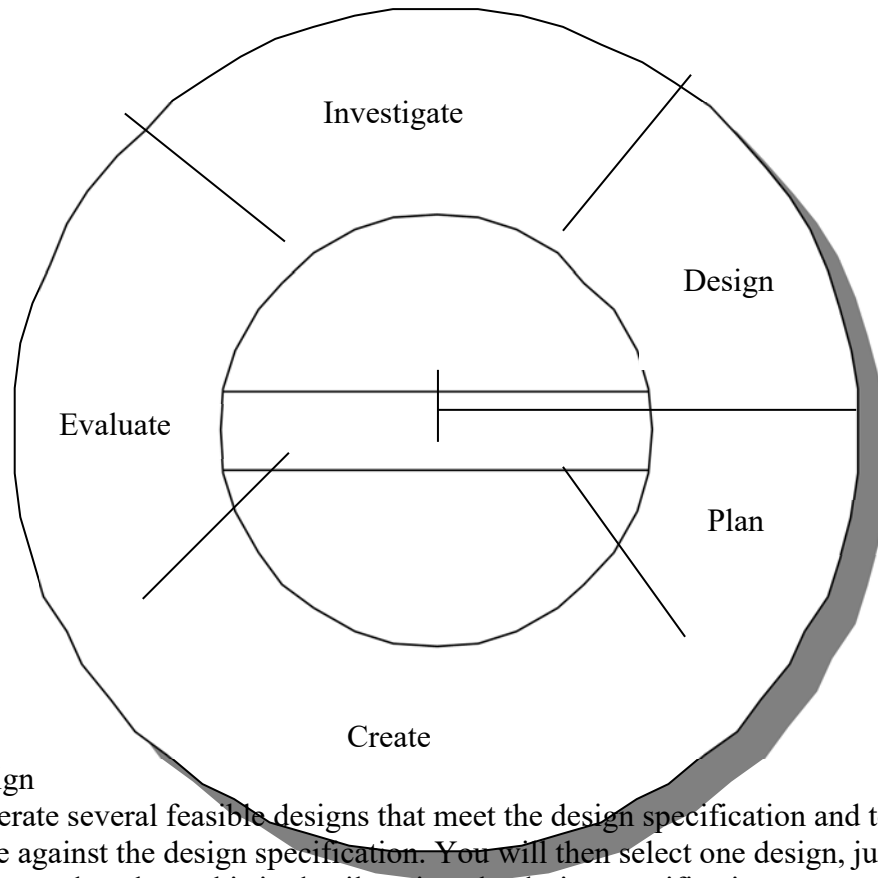 Investigate
Design
Evaluate
Plan
Create
gn
erate several feasible designs that meet the design specification and t
e against the design specification. You will then select one design, ju